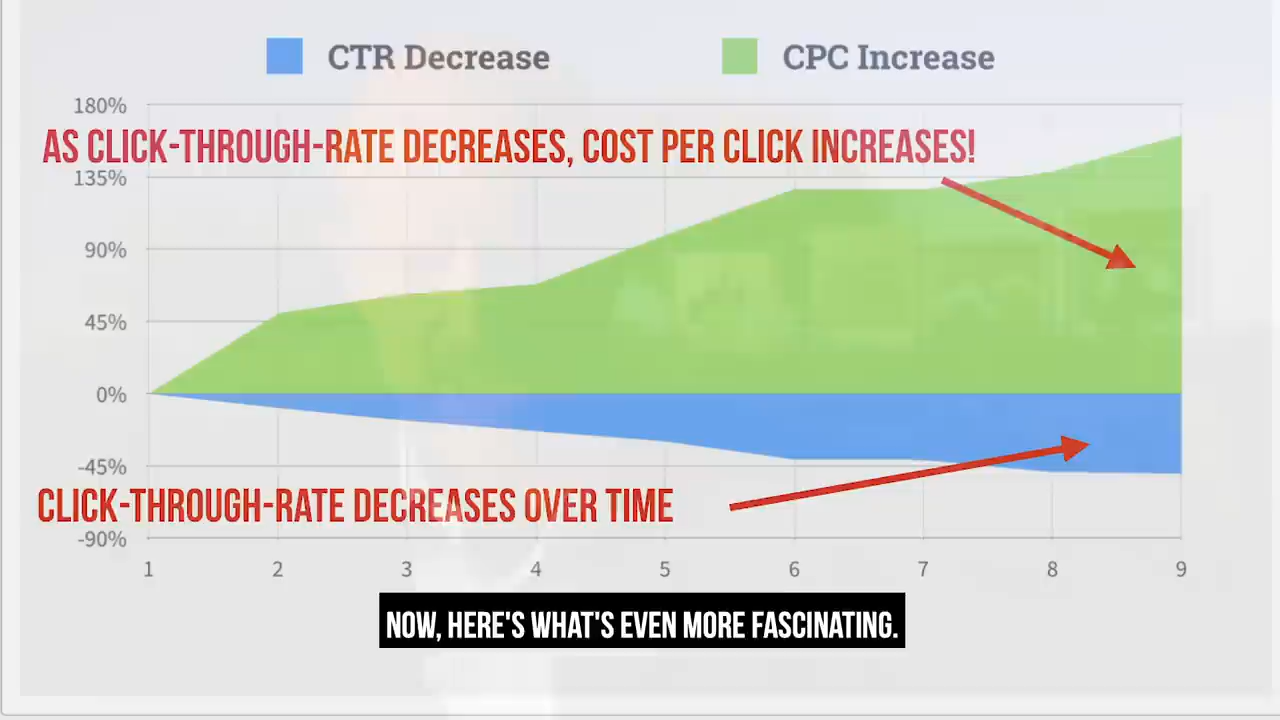 CTR Decrease
CPC Increase
180%
AS CLICK-THROUGH-RATE DECREASES, COST PER CLICK INCREASES!
135%
90%
45%
0%
-45%
CLICK-THROUGH-RATE DECREASES OVER TIME
-90%
1 2 3 4 5 6 7 8 9
NOW, HERE'S WHAT'S EVEN MORE FASCINATING.